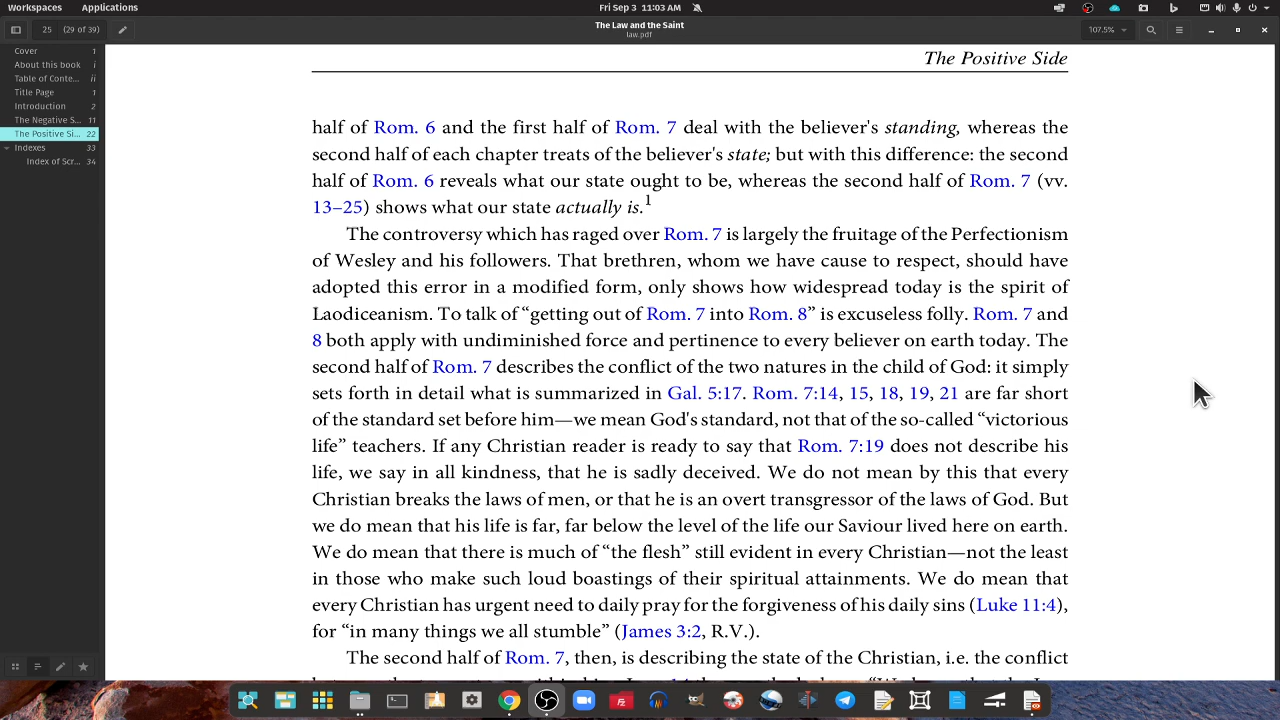 Workspaces Applications Fri Sep 3 11:03 AM
25 (29 of 39) The Law and the Saint 107.5%
law.pdf
Cover 1
About this book i
Table of Conte... ii
Title Page 1
Introduction 2
The Negative S... 11
The Positive Si... 22
Indexes 33
Index of Scr... 34
The Positive Side
half of Rom. 6 and the first half of Rom. 7 deal with the believer's standing, whereas the
second half of each chapter treats of the believer's state; but with this difference: the second
half of Rom. 6 reveals what our state ought to be, whereas the second half of Rom. 7 (vv.
13–25) shows what our state actually is.1
The controversy which has raged over Rom. 7 is largely the fruitage of the Perfectionism
of Wesley and his followers. That brethren, whom we have cause to respect, should have
adopted this error in a modified form, only shows how widespread today is the spirit of
Laodiceanism. To talk of “getting out of Rom. 7 into Rom. 8” is excuseless folly. Rom. 7 and
8 both apply with undiminished force and pertinence to every believer on earth today. The
second half of Rom. 7 describes the conflict of the two natures in the child of God: it simply
sets forth in detail what is summarized in Gal. 5:17. Rom. 7:14, 15, 18, 19, 21 are far short
of the standard set before him—we mean God's standard, not that of the so-called “victorious
life” teachers. If any Christian reader is ready to say that Rom. 7:19 does not describe his
life, we say in all kindness, that he is sadly deceived. We do not mean by this that every
Christian breaks the laws of men, or that he is an overt transgressor of the laws of God. But
we do mean that his life is far, far below the level of the life our Saviour lived here on earth.
We do mean that there is much of “the flesh” still evident in every Christian—not the least
in those who make such loud boastings of their spiritual attainments. We do mean that
every Christian has urgent need to daily pray for the forgiveness of his daily sins (Luke 11:4),
for “in many things we all stumble” (James 3:2, R.V.).
The second half of Rom. 7, then, is describing the state of the Christian, i.e. the conflict